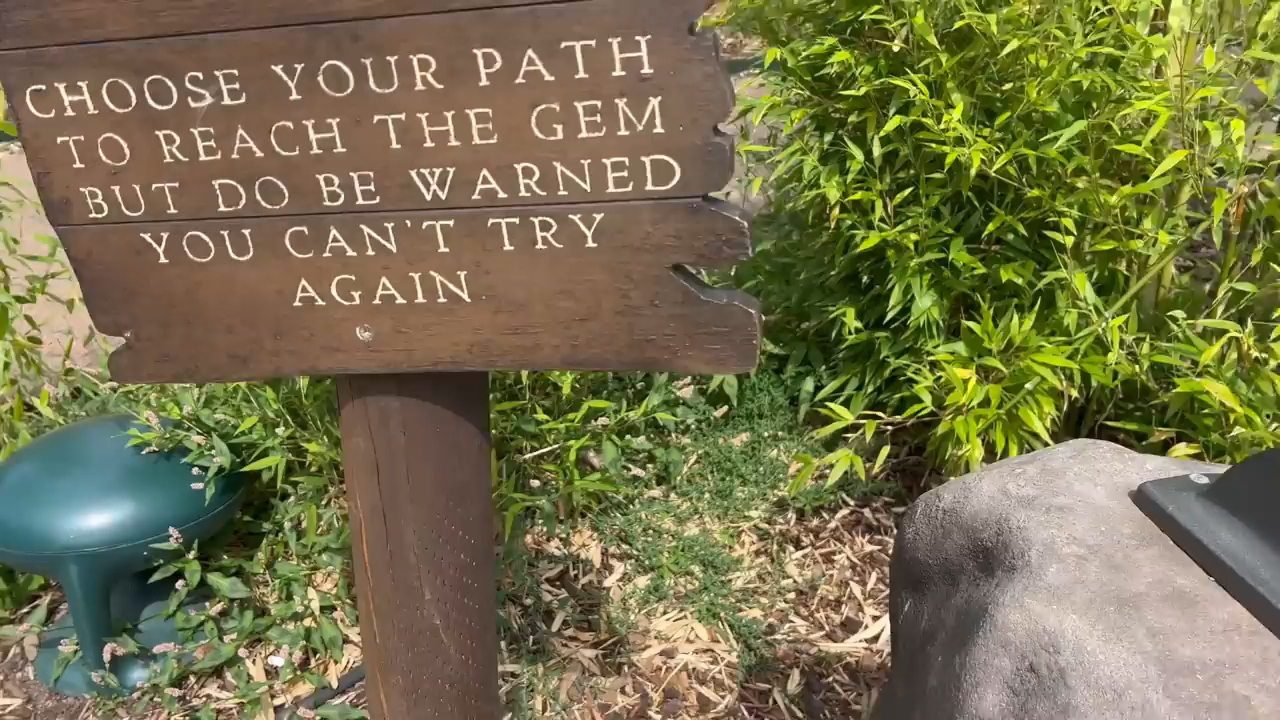 CHOOSE YOUR PATH
TO REACH THE GEM
BUT DO BE WARNED
YOU CAN'T TRY
AGAIN.